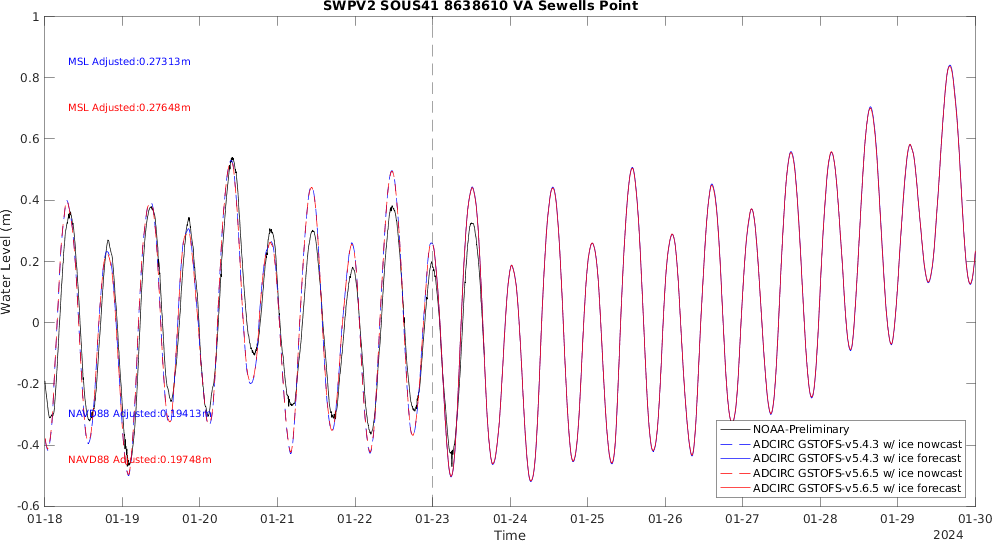 SWPV2 SOUS41 8638610 VA Sewells Point
1
0.8
0.6
0.4
0.2
0
-0.2
-0.4
-0.6
Water Level (m)
MSL Adjusted:0.27313m
MSL Adjusted:0.27648m
NAVD88 Adjusted:0.19413m
NAVD88 Adjusted:0.19748m
NOAA-Preliminary
ADCIRC GSTOFS-v5.4.3 w/ ice nowcast
ADCIRC GSTOFS-v5.4.3 w/ ice forecast
ADCIRC GSTOFS-v5.6.5 w/ ice nowcast
ADCIRC GSTOFS-v5.6.5 w/ ice forecast
01-18 01-19 01-20 01-21 01-22 01-23 01-24 01-25 01-26 01-27 01-28 01-29 01-30
Time
2024